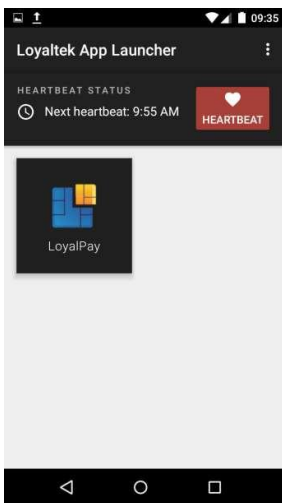 09:35
Loyaltek App Launcher
HEARTBEAT STATUS
Next heartbeat: 9:55 AM
HEARTBEAT
LoyalPay